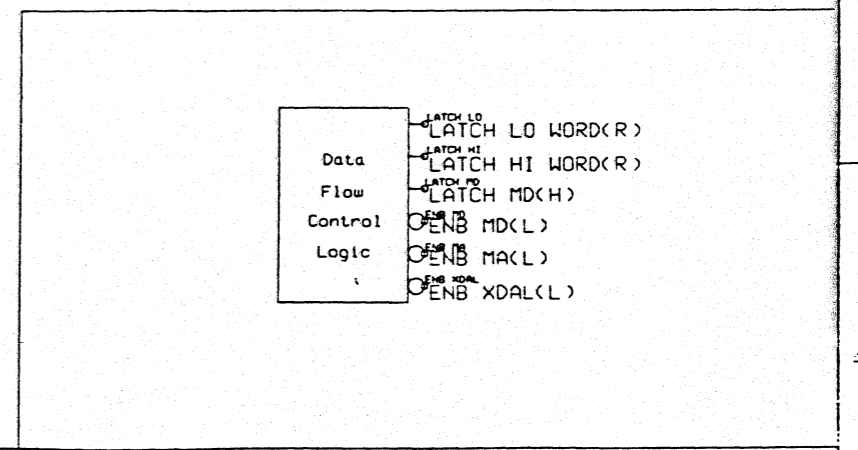 LATCH LO
LATCH LO WORD(R)
LATCH HI
Data
LATCH HI WORD(R)
LATCH MD
Flow
LATCH MD(H)
ENB MD
Control
ENB MD(L)
ENB MA
Logic
ENB MA(L)
ENB XDAL
ENB XDAL(L)